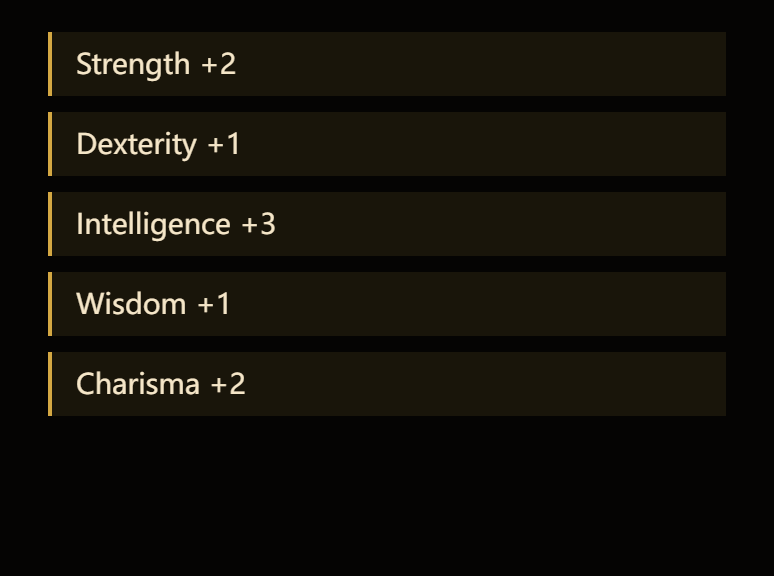 Strength +2
Dexterity +1
Intelligence +3
Wisdom +1
Charisma +2